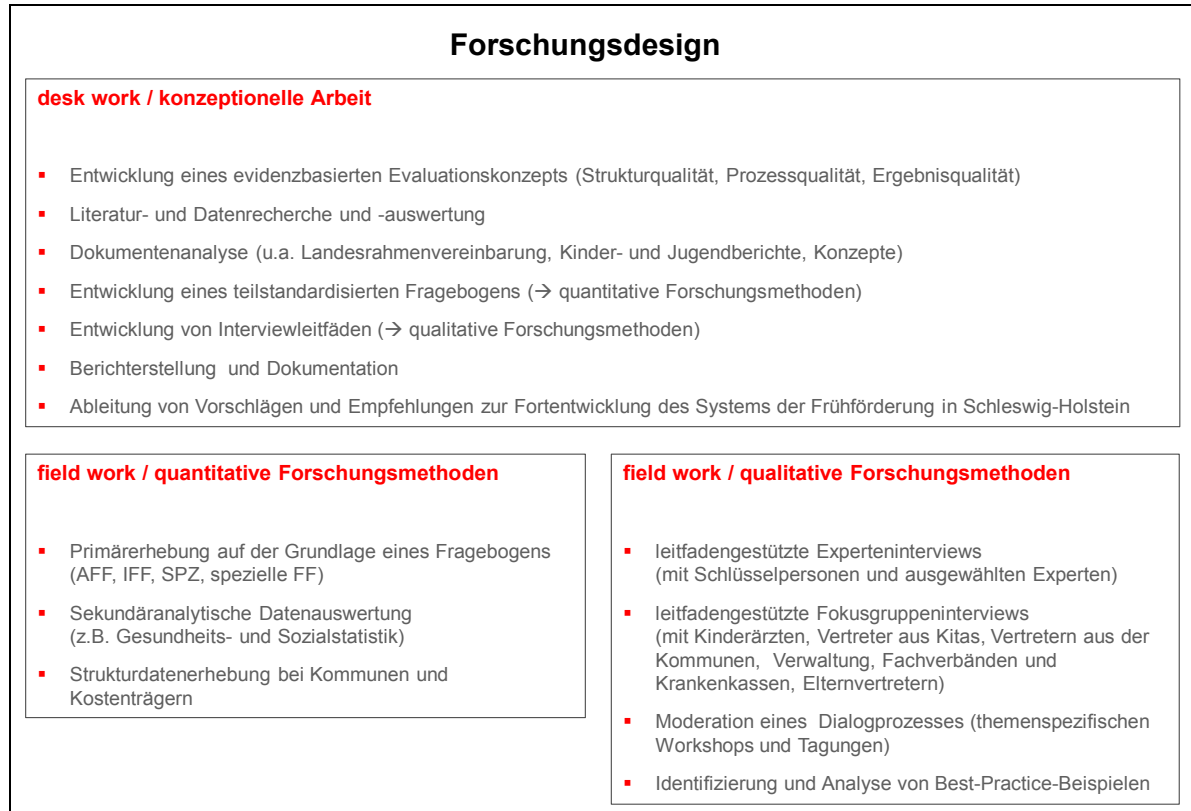 Forschungsdesign
desk work / konzeptionelle Arbeit
▪ Entwicklung eines evidenzbasierten Evaluationskonzepts (Strukturqualität, Prozessqualität, Ergebnisqualität)
▪ Literatur- und Datenrecherche und -auswertung
▪ Dokumentenanalyse (u.a. Landesrahmenvereinbarung, Kinder- und Jugendberichte, Konzepte)
▪ Entwicklung eines teilstandardisierten Fragebogens (→ quantitative Forschungsmethoden)
▪ Entwicklung von Interviewleitfäden (→ qualitative Forschungsmethoden)
▪ Berichterstellung und Dokumentation
▪ Ableitung von Vorschlägen und Empfehlungen zur Fortentwicklung des Systems der Frühförderung in Schleswig-Holstein
field work / quantitative Forschungsmethoden
▪ Primärerhebung auf der Grundlage eines Fragebogens
(AFF, IFF, SPZ, spezielle FF)
▪ Sekundäranalytische Datenauswertung
(z.B. Gesundheits- und Sozialstatistik)
▪ Strukturdatenerhebung bei Kommunen und
Kostenträgern
field work / qualitative Forschungsmethoden
▪ leitfadengestützte Experteninterviews
(mit Schlüsselpersonen und ausgewählten Experten)
▪ leitfadengestützte Fokusgruppeninterviews
(mit Kinderärzten, Vertreter aus Kitas, Vertretern aus der
Kommunen, Verwaltung, Fachverbänden und
Krankenkassen, Elternvertretern)
▪ Moderation eines Dialogprozesses (themenspezifischen
Workshops und Tagungen)
▪ Identifizierung und Analyse von Best-Practice-Beispielen